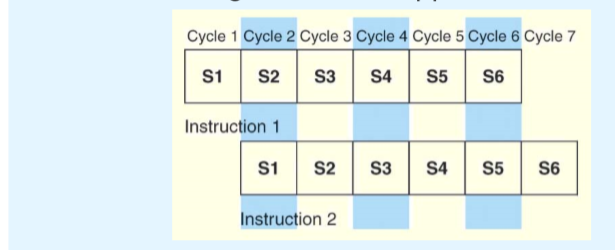 Cycle 1 Cycle 2 Cycle 3 Cycle 4 Cycle 5 Cycle 6 Cycle 7
S1 S2 S3 S4 S5 S6
Instruction 1
S1 S2 S3 S4 S5 S6
Instruction 2